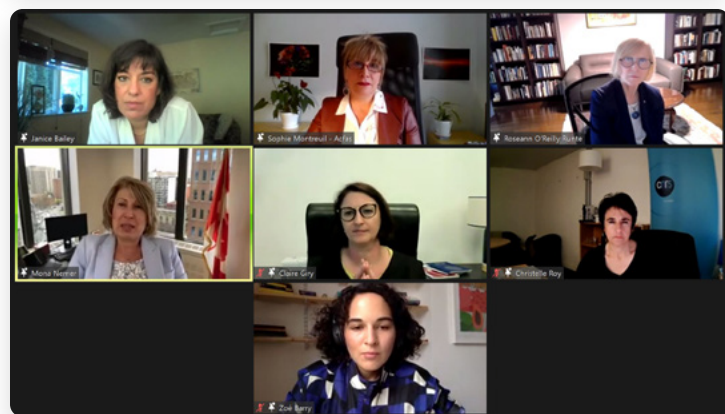 Janice Bailey
Sophie Montreuil - Acfas
Roseann O'Reilly Runte
Mona Nemer
Claire Giry
Christelle Roy
Zoé Barry